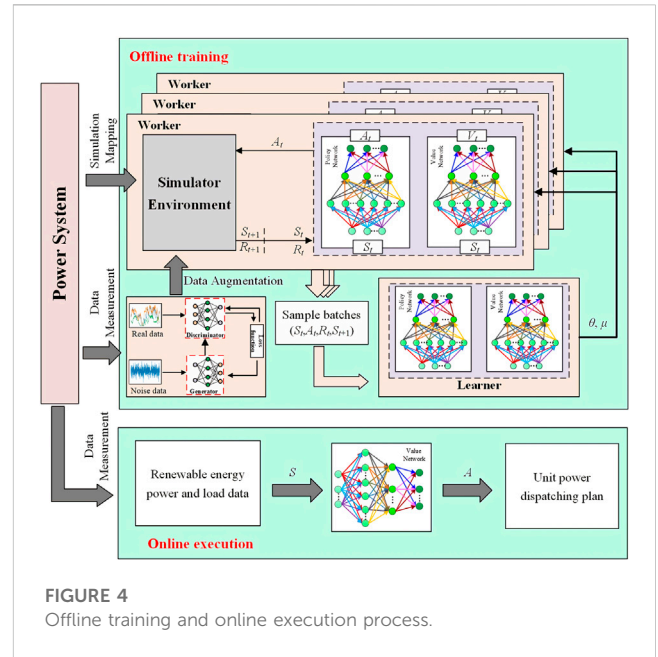 Offline training
Worker
Worker
Worker
Power System
Simulation
Mapping
Simulator
Environment
A_t
S_{t+1} S_t
R_{t+1} R_t
A_t
Policy
Network
S_t
V_t
Value
Network
S_t
Data
Measurement
Data Augmentation
Real data
Discriminator
Noise data
Generator
Sample batches
(S_t,A_t,R_t,S_{t+1})
Policy
Network
Value
Network
Learner
θ, μ
Data
Measurement
Renewable energy
power and load data
S
Value
Network
A
Unit power
dispatching plan
Online execution
FIGURE 4
Offline training and online execution process.